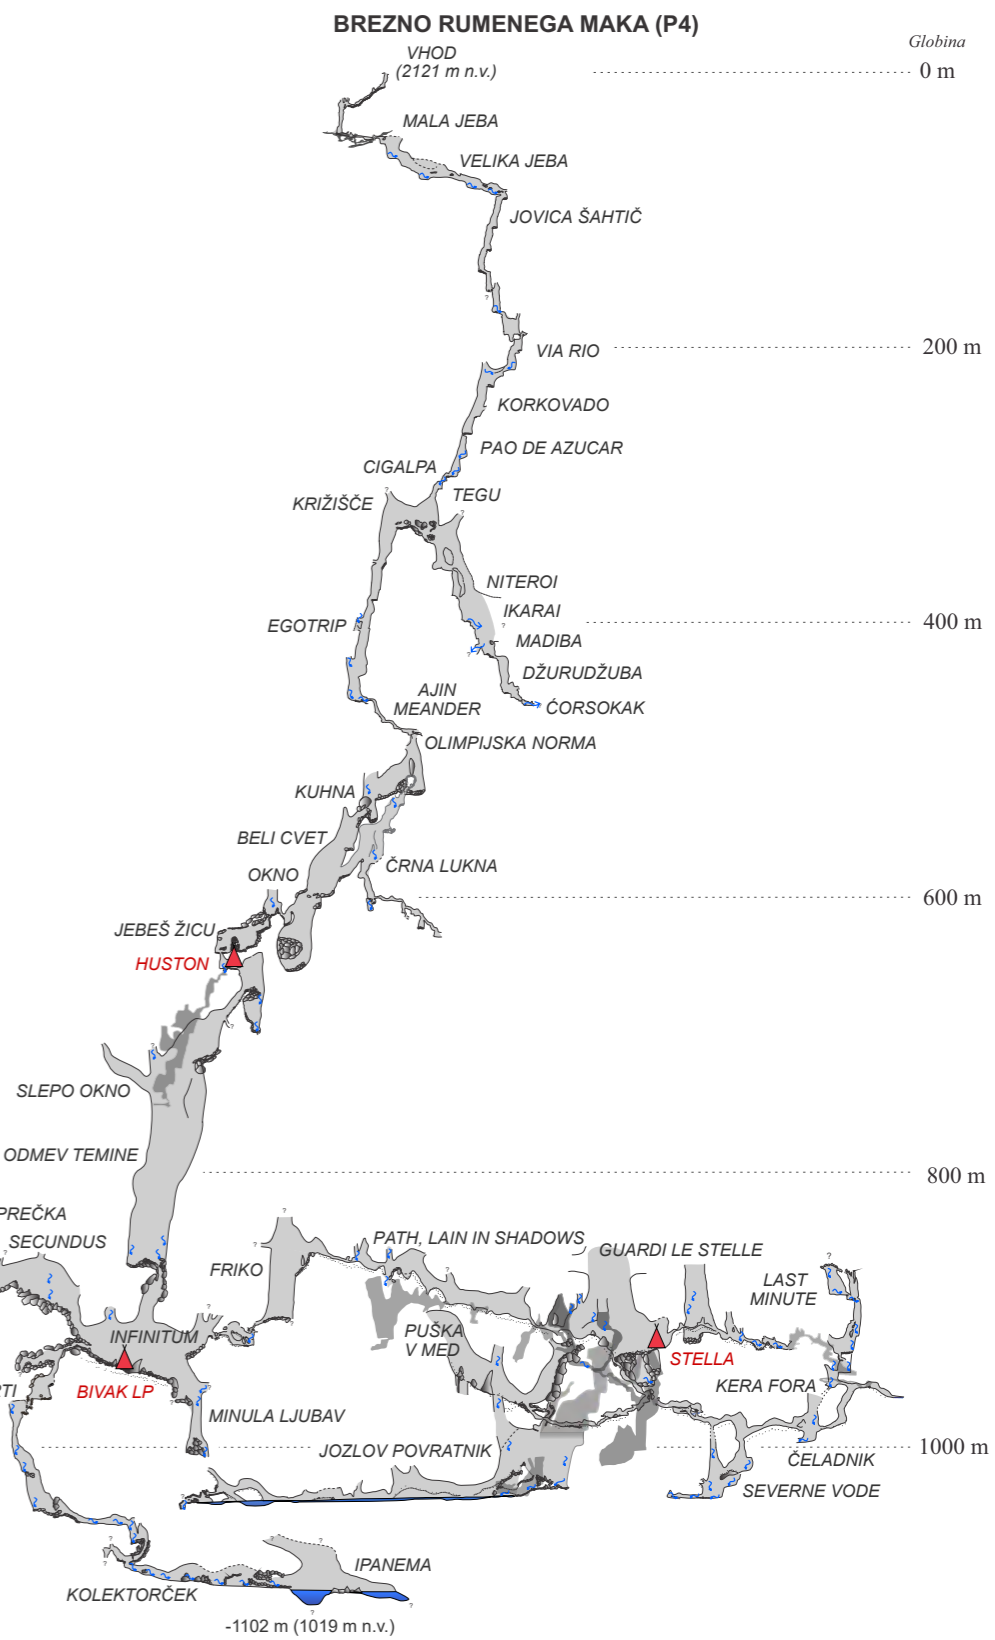 BREZNO RUMENEGA MAKA (P4)
Globina
VHOD
(2121 m n.v.)
0 m
MALA JEBA
VELIKA JEBA
JOVICA ŠAHTIČ
VIA RIO
200 m
KORKOVADO
PAO DE AZUCAR
CIGALPA
TEGU
KRIŽIŠČE
NITEROI
IKARAI
EGOTRIP
400 m
MADIBA
DŽURUDŽUBA
AJIN
MEANDER
ĆORSOKAK
OLIMPIJSKA NORMA
KUHNA
BELI CVET
ČRNA LUKNA
OKNO
600 m
JEBEŠ ŽICU
HUSTON
SLEPO OKNO
ODMEV TEMINE
800 m
PREČKA
SECUNDUS
PATH, LAIN IN SHADOWS
GUARDI LE STELLE
FRIKO
LAST
MINUTE
INFINITUM
PUŠKA
V MED
STELLA
BIVAK LP
KERA FORA
RTI
MINULA LJUBAV
JOZLOV POVRATNIK
1000 m
ČELADNIK
SEVERNE VODE
IPANEMA
KOLEKTORČEK
-1102 m (1019 m n.v.)